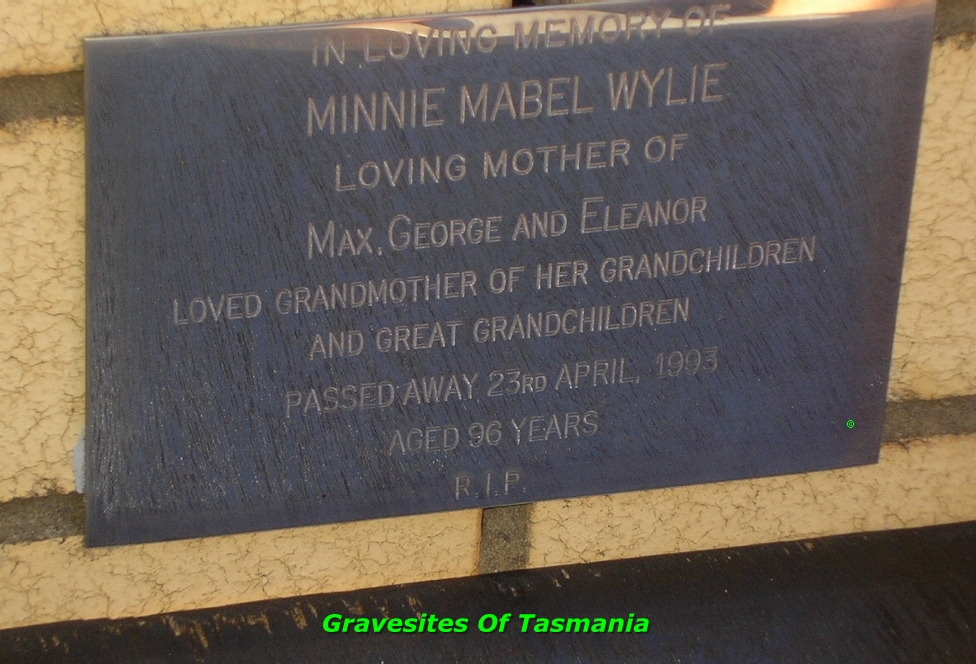 IN LOVING MEMORY OF
MINNIE MABEL WYLIE
LOVING MOTHER OF
MAX, GEORGE AND ELEANOR
LOVED GRANDMOTHER OF HER GRANDCHILDREN
AND GREAT GRANDCHILDREN
PASSED AWAY 23RD APRIL, 1993
AGED 96 YEARS
R.I.P.
©
Gravesites Of Tasmania